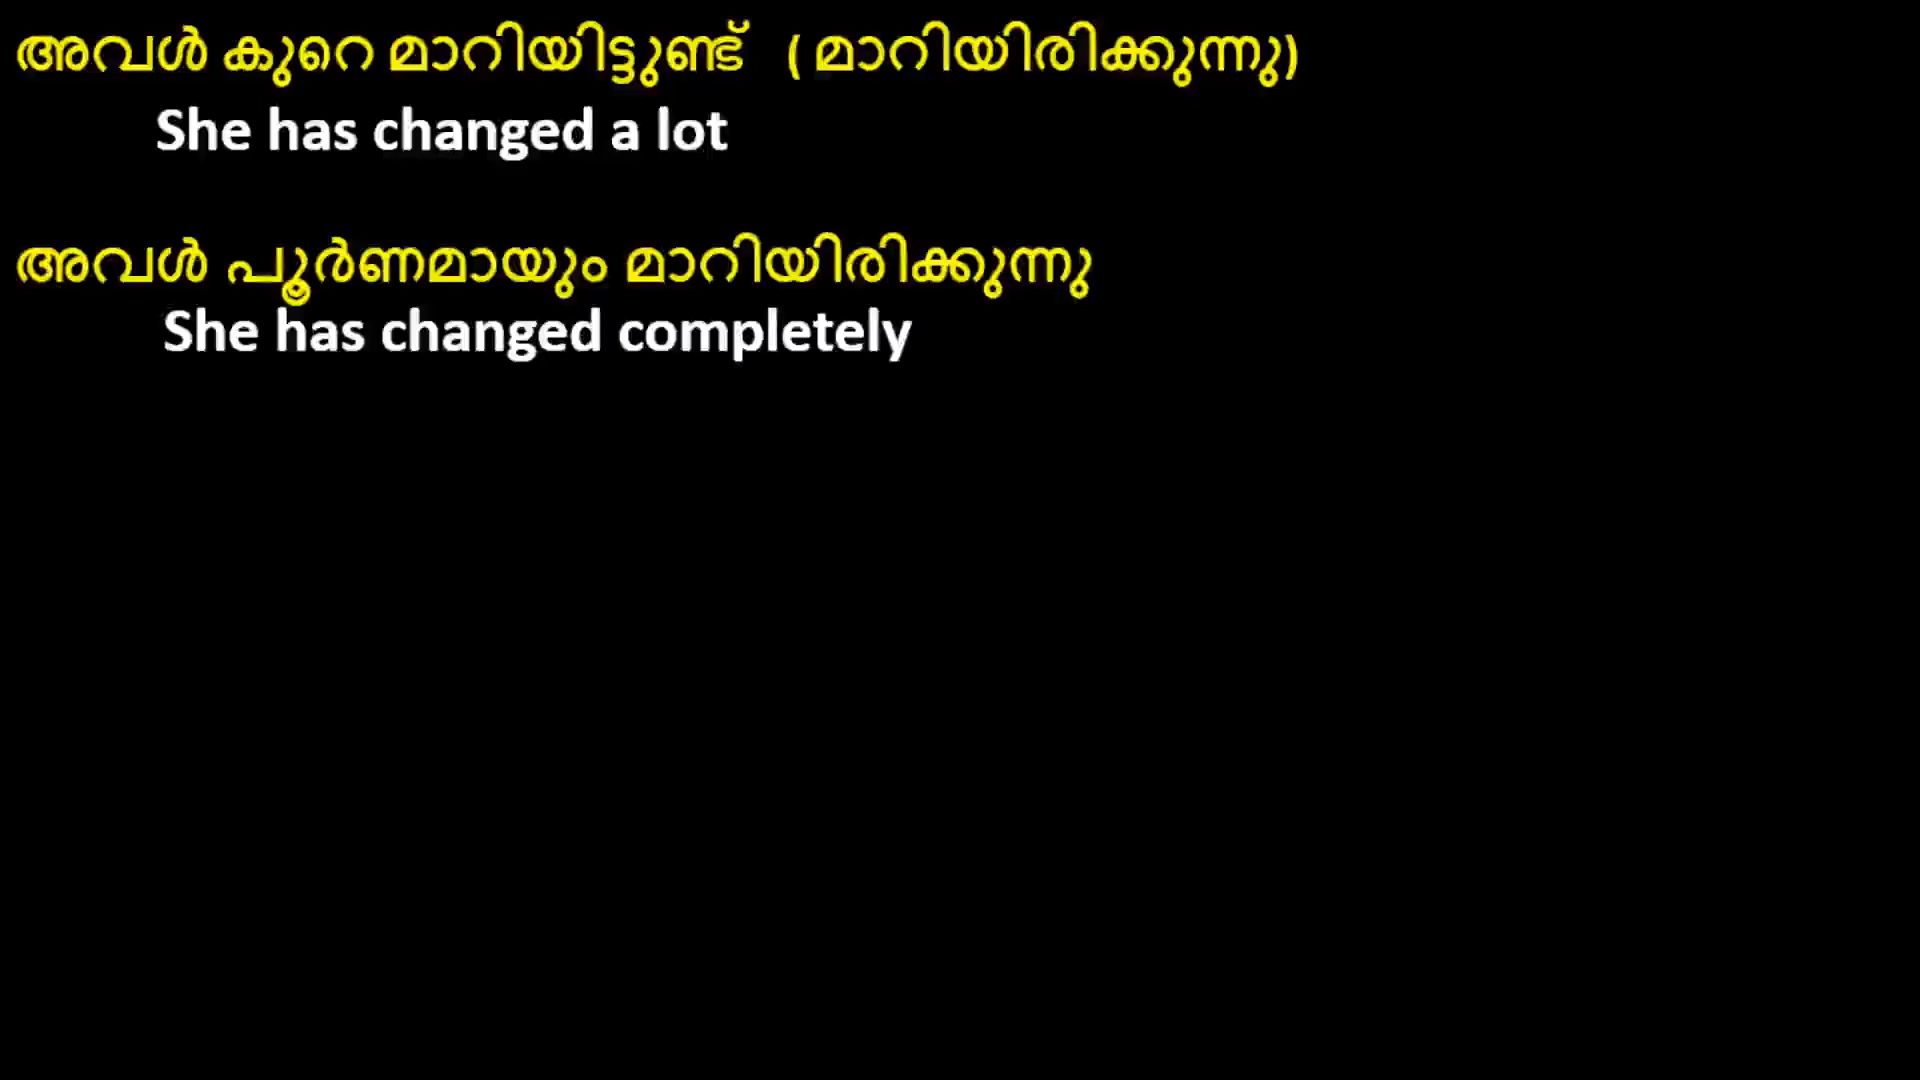 അവൾ കുറെ മാറിയിട്ടുണ്ട് ( മാറിയിരിക്കുന്നു)
She has changed a lot
അവൾ പൂർണമായും മാറിയിരിക്കുന്നു
She has changed completely